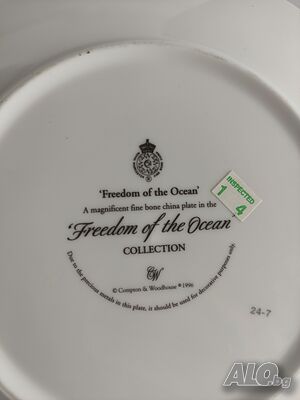 'Freedom of the Ocean'
A magnificent fine bone china plate in the
'Freedom of the Ocean'
COLLECTION
CW
© Compton & Woodhouse ® 1996
Due to the precious metals in this plate, it should be used for decorative purposes only.
INSPECTED
1 4
24-7
ALO.bg